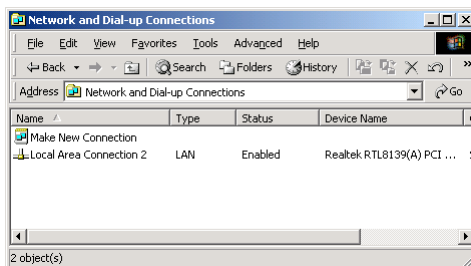 Network and Dial-up Connections
File Edit View Favorites Tools Advanced Help
Back Search Folders History »
Address Network and Dial-up Connections Go
Name Type Status Device Name
Make New Connection
Local Area Connection 2 LAN Enabled Realtek RTL8139(A) PCI ...
2 object(s)